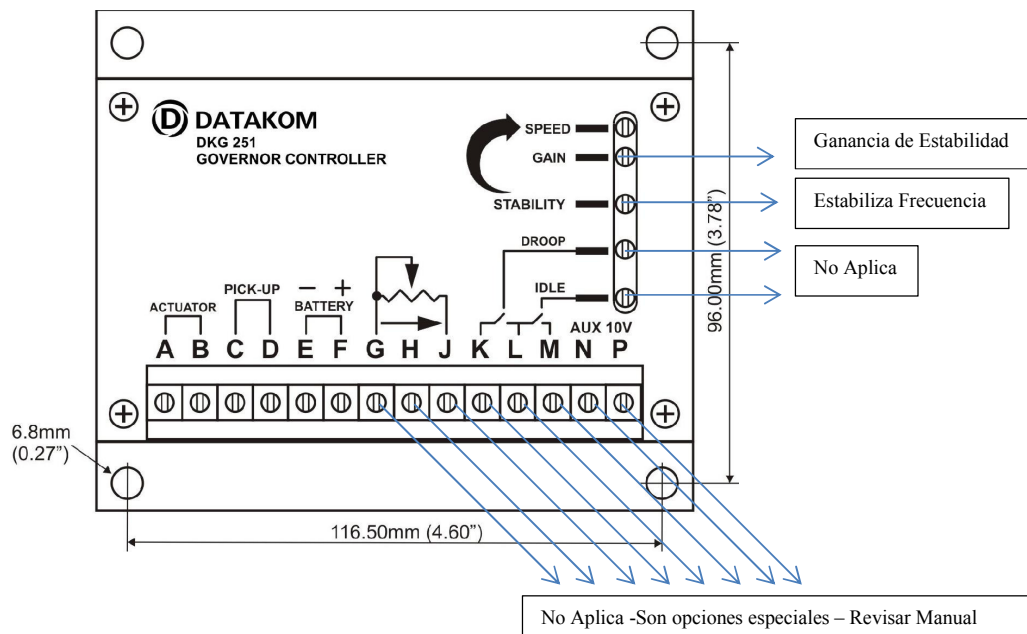 DATAKOM
DKG 251
GOVERNOR CONTROLLER
SPEED
GAIN
STABILITY
DROOP
IDLE
Ganancia de Estabilidad
Estabiliza Frecuencia
No Aplica
96.00mm (3.78”)
ACTUATOR
PICK-UP
– +
BATTERY
AUX 10V
A B C D E F G H J K L M N P
6.8mm
(0.27”)
116.50mm (4.60”)
No Aplica -Son opciones especiales – Revisar Manual